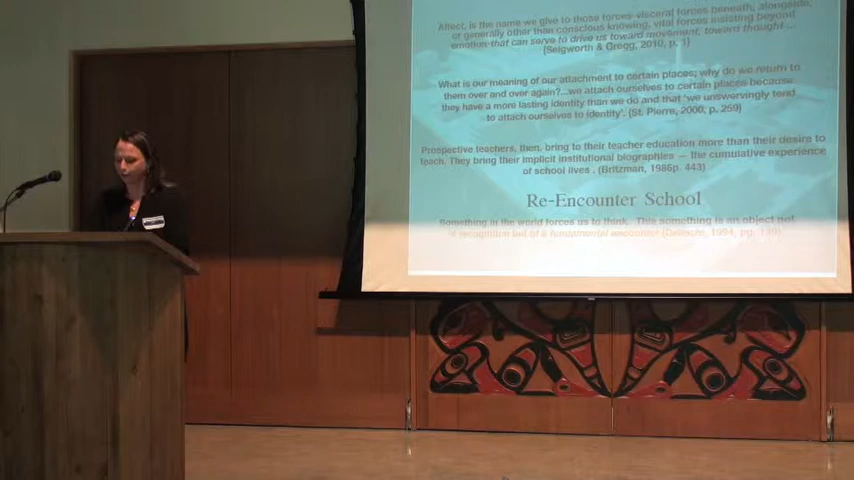 Affect, is the name we give to those forces-visceral forces beneath, alongside,
or generally other than conscious knowing, vital forces insisting beyond
emotion-that can serve to drive us toward movement, toward thought...
(Seigworth & Gregg, 2010, p. 1)
What is our meaning of our attachment to certain places; why do we return to
them over and over again?...we attach ourselves to certain places because
they have a more lasting identity than we do and that 'we unswervingly tend
to attach ourselves to identity'. (St. Pierre, 2000, p. 259)
Prospective teachers, then, bring to their teacher education more than their desire to
teach. They bring their implicit institutional biographies — the cumulative experience
of school lives . (Britzman, 1986p. 443)
Re-Encounter School
Something in the world forces us to think. This something is an object not
of recognition but of a fundamental encounter (Deleuze, 1994, pg.